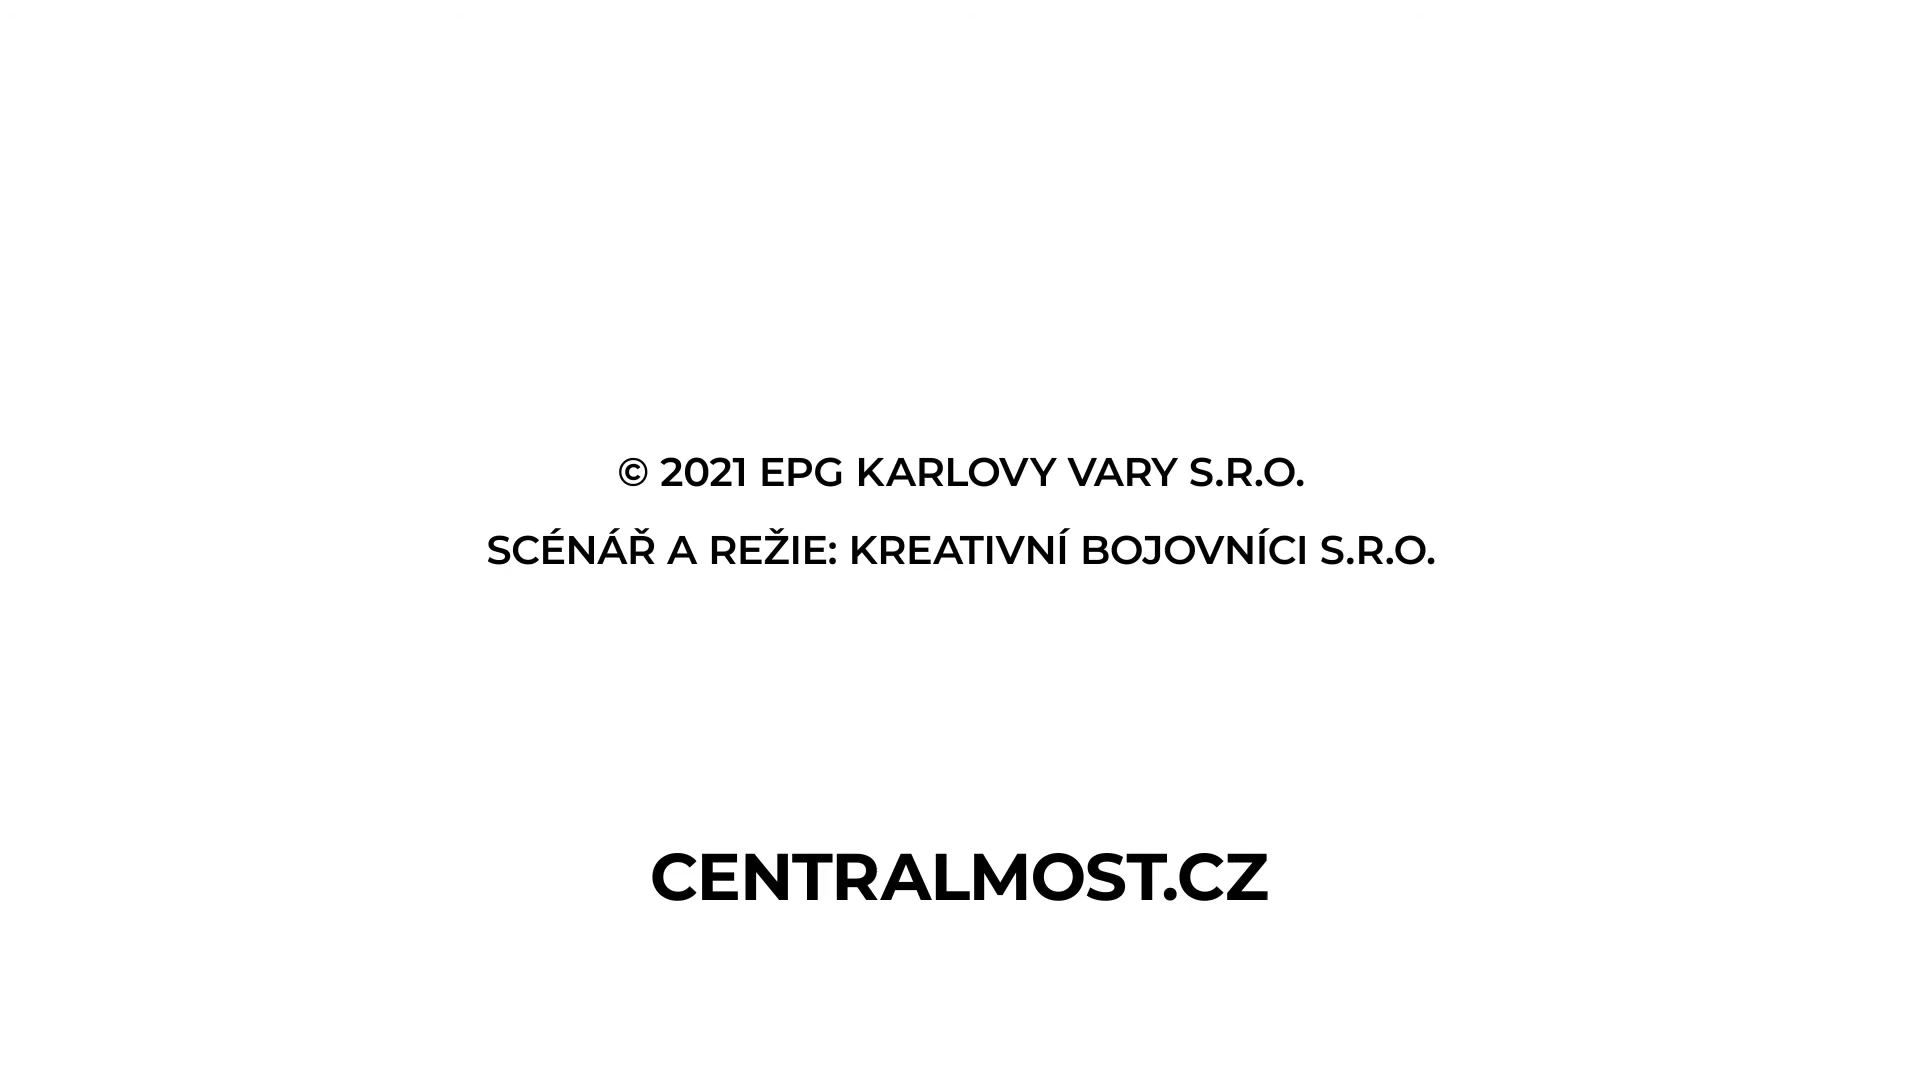 © 2021 EPG KARLOVY VARY S.R.O.
SCÉNÁŘ A REŽIE: KREATIVNÍ BOJOVNÍCI S.R.O.
CENTRALMOST.CZ